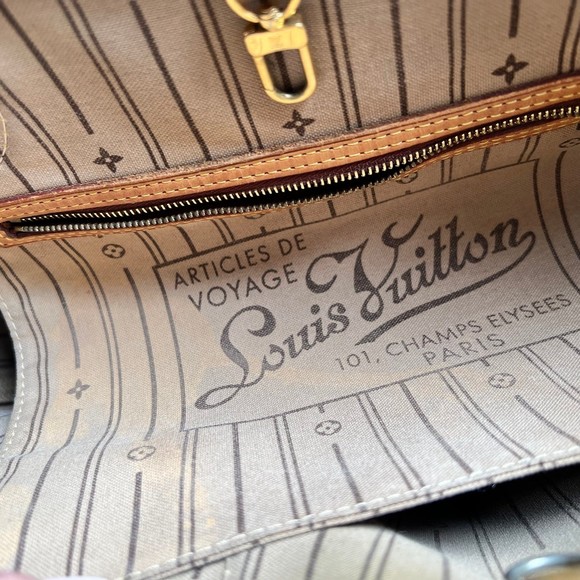 ARTICLES DE
VOYAGE
Louis Vuitton
101, CHAMPS ELYSEES
PARIS